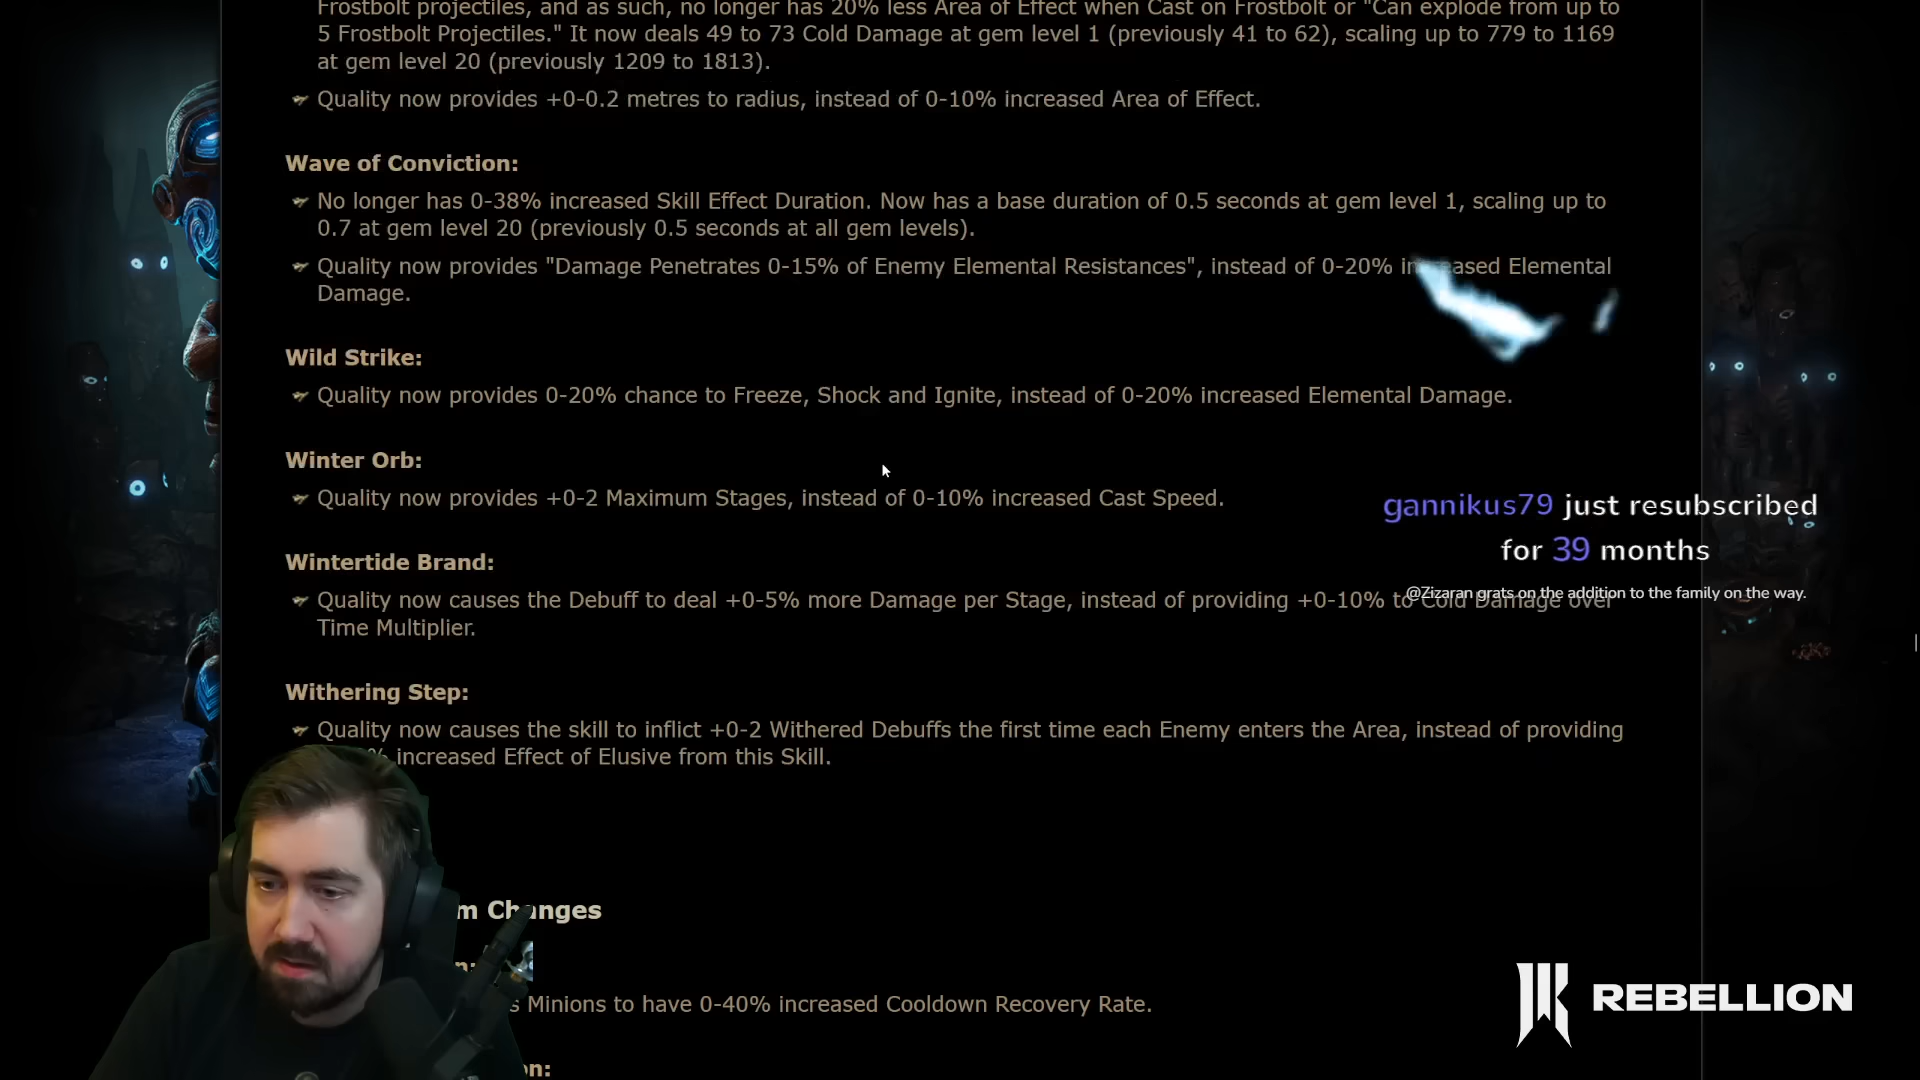 Frostbolt projectiles, and as such, no longer has 20% less Area of Effect when Cast on Frostbolt or "Can explode from up to
5 Frostbolt Projectiles." It now deals 49 to 73 Cold Damage at gem level 1 (previously 41 to 62), scaling up to 779 to 1169
at gem level 20 (previously 1209 to 1813).
Quality now provides +0-0.2 metres to radius, instead of 0-10% increased Area of Effect.
Wave of Conviction:
No longer has 0-38% increased Skill Effect Duration. Now has a base duration of 0.5 seconds at gem level 1, scaling up to
0.7 at gem level 20 (previously 0.5 seconds at all gem levels).
Quality now provides "Damage Penetrates 0-15% of Enemy Elemental Resistances", instead of 0-20% increased Elemental
Damage.
Wild Strike:
Quality now provides 0-20% chance to Freeze, Shock and Ignite, instead of 0-20% increased Elemental Damage.
Winter Orb:
Quality now provides +0-2 Maximum Stages, instead of 0-10% increased Cast Speed.
gannikus79 just resubscribed
for 39 months
@Zizaran grats on the addition to the family on the way.
Wintertide Brand:
Quality now causes the Debuff to deal +0-5% more Damage per Stage, instead of providing +0-10% to Cold Damage over
Time Multiplier.
Withering Step:
Quality now causes the skill to inflict +0-2 Withered Debuffs the first time each Enemy enters the Area, instead of providing
increased Effect of Elusive from this Skill.
m Changes
n:
s Minions to have 0-40% increased Cooldown Recovery Rate.
on:
REBELLION